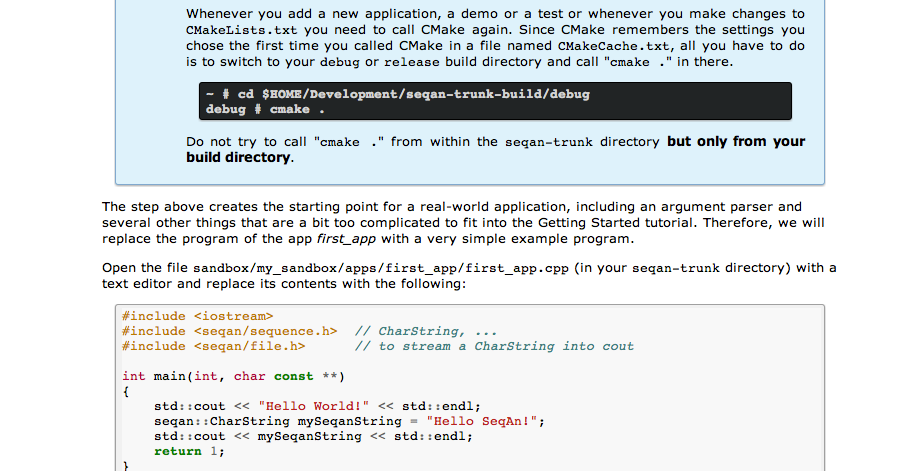 Whenever you add a new application, a demo or a test or whenever you make changes to
CMakeLists.txt you need to call CMake again. Since CMake remembers the settings you
chose the first time you called CMake in a file named CMakeCache.txt, all you have to do
is to switch to your debug or release build directory and call "cmake ." in there.
~ # cd $HOME/Development/seqan-trunk-build/debug
debug # cmake .
Do not try to call "cmake ." from within the seqan-trunk directory but only from your
build directory.
The step above creates the starting point for a real-world application, including an argument parser and
several other things that are a bit too complicated to fit into the Getting Started tutorial. Therefore, we will
replace the program of the app first_app with a very simple example program.
Open the file sandbox/my_sandbox/apps/first_app/first_app.cpp (in your seqan-trunk directory) with a
text editor and replace its contents with the following:
#include <iostream>
#include <seqan/sequence.h>  // CharString, ...
#include <seqan/file.h>      // to stream a CharString into cout
int main(int, char const **)
{
    std::cout << "Hello World!" << std::endl;
    seqan::CharString mySeqanString = "Hello SeqAn!";
    std::cout << mySeqanString << std::endl;
    return 1;
}